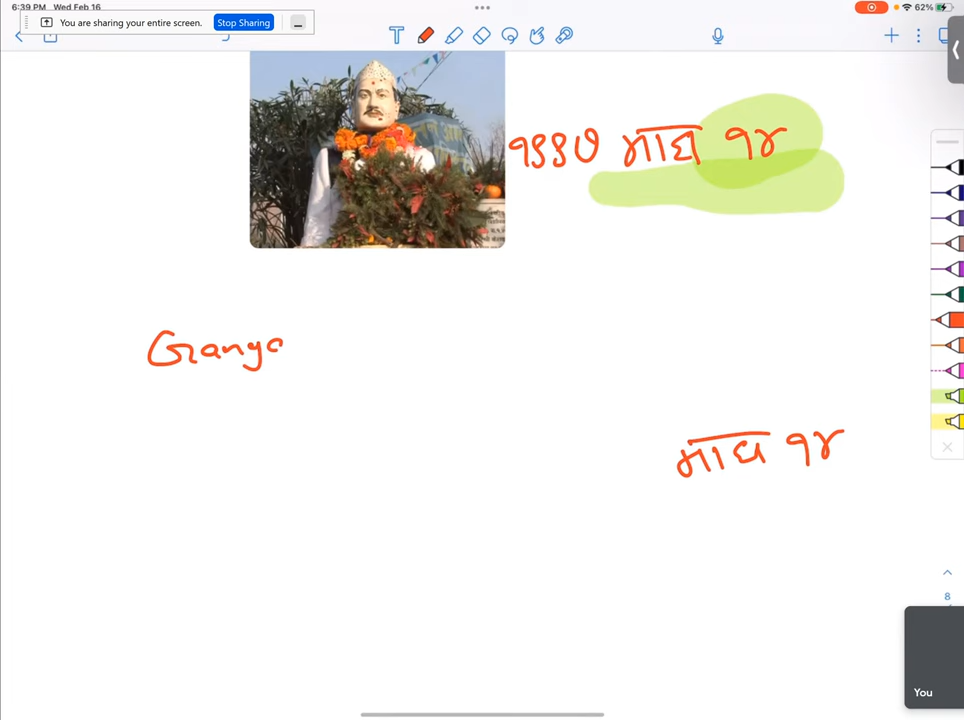 6:39 PM Wed Feb 16
62%
You are sharing your entire screen.
Stop Sharing
T
माघ १४
Ganga
माघ १४
8
You